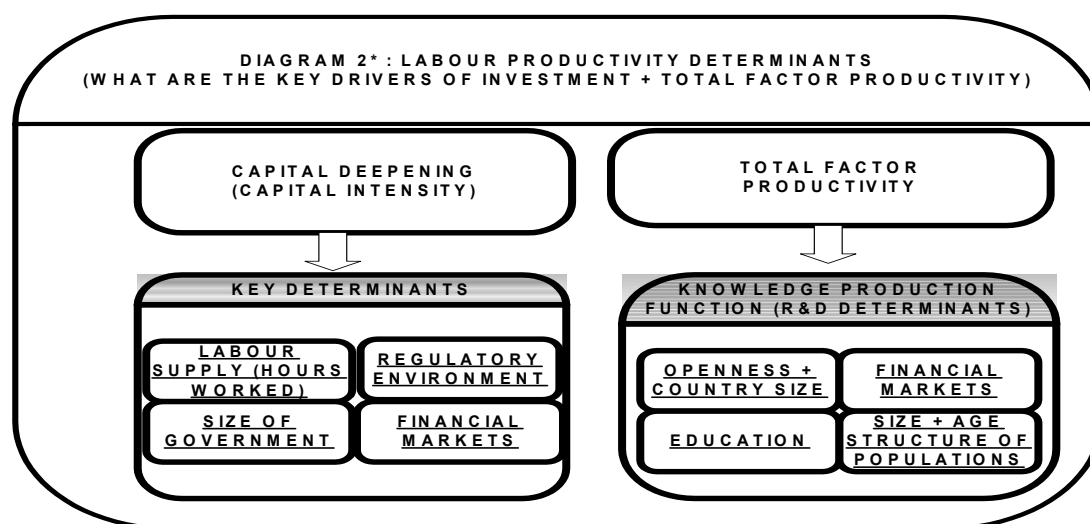 DIAGRAM 2* : LABOUR PRODUCTIVITY DETERMINANTS
(WHAT ARE THE KEY DRIVERS OF INVESTMENT + TOTAL FACTOR PRODUCTIVITY)
CAPITAL DEEPENING
(CAPITAL INTENSITY)
TOTAL FACTOR
PRODUCTIVITY
KEY DETERMINANTS
LABOUR
SUPPLY (HOURS
WORKED)
REGULATORY
ENVIRONMENT
SIZE OF
GOVERNMENT
FINANCIAL
MARKETS
KNOWLEDGE PRODUCTION
FUNCTION (R&D DETERMINANTS)
OPENNESS +
COUNTRY SIZE
FINANCIAL
MARKETS
EDUCATION
SIZE + AGE
STRUCTURE OF
POPULATIONS